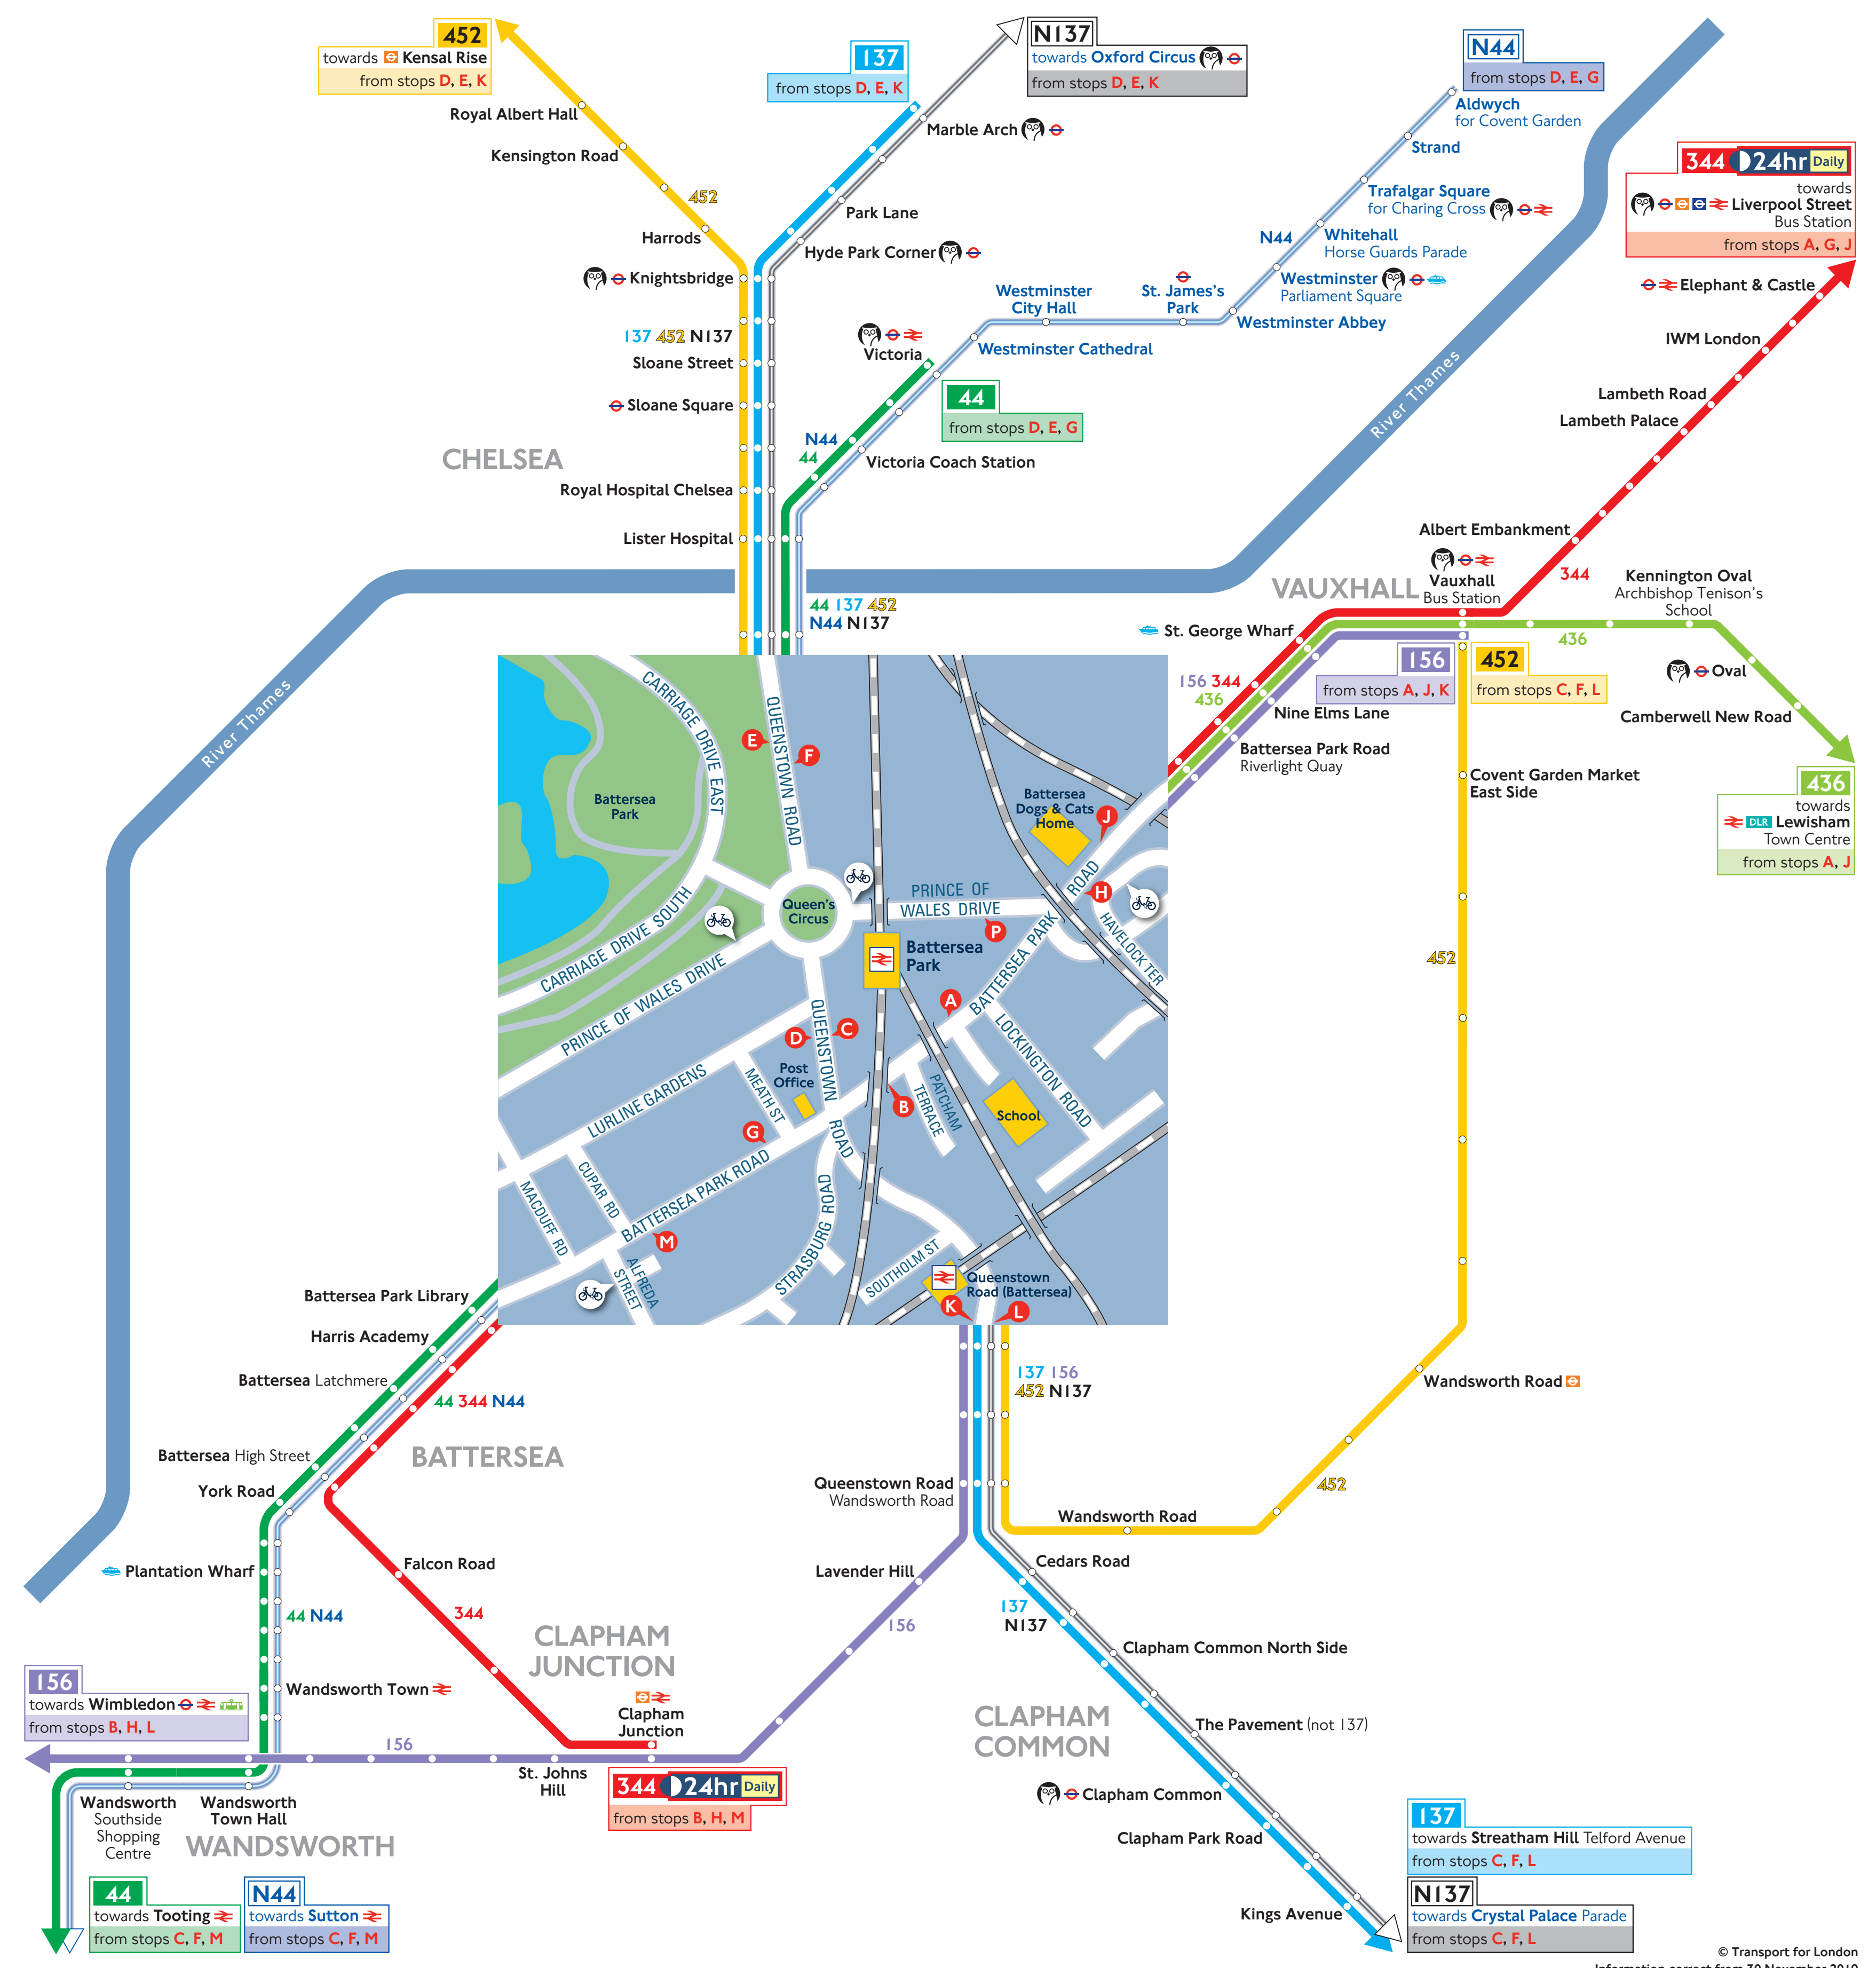 452
towards Kensal Rise
from stops D, E, K
137
from stops D, E, K
N137
towards Oxford Circus
from stops D, E, K
N44
from stops D, E, G
Royal Albert Hall
Kensington Road
452
Harrods
Knightsbridge
137 452 N137
Sloane Street
Sloane Square
CHELSEA
Royal Hospital Chelsea
Lister Hospital
Marble Arch
Park Lane
Hyde Park Corner
Aldwych
for Covent Garden
Strand
Trafalgar Square
for Charing Cross
N44
Whitehall
Horse Guards Parade
Westminster
Parliament Square
Westminster Abbey
St. James's
Park
Westminster
City Hall
Westminster Cathedral
Victoria
44
from stops D, E, G
N44
44
Victoria Coach Station
River Thames
344 24hr Daily
towards
Liverpool Street
Bus Station
from stops A, G, J
Elephant & Castle
IWM London
Lambeth Road
Lambeth Palace
Albert Embankment
344
VAUXHALL
Vauxhall
Bus Station
Kennington Oval
Archbishop Tenison's
School
436
Oval
Camberwell New Road
436
towards
DLR Lewisham
Town Centre
from stops A, J
St. George Wharf
156 344
436
156
from stops A, J, K
452
from stops C, F, L
Nine Elms Lane
Battersea Park Road
Riverlight Quay
Covent Garden Market
East Side
452
44 137 452
N44 N137
River Thames
CARRIAGE DRIVE EAST
QUEENSTOWN ROAD
E
F
Battersea
Park
Battersea
Dogs & Cats
Home
J
ROAD
H
HAVELOCK TER
PRINCE OF
WALES DRIVE
P
Queen's
Circus
CARRIAGE DRIVE SOUTH
PRINCE OF WALES DRIVE
Battersea
Park
BATTERSEA PARK
A
LOCKINGTON ROAD
QUEENSTOWN
ROAD
D
C
Post
Office
MEATH ST
LURLINE GARDENS
B
PATCHAM
TERRACE
School
G
CUPAR RD
BATTERSEA PARK ROAD
MACDUFF RD
M
ALFREDA
STREET
STRASBURG ROAD
SOUTHOLM ST
Queenstown
Road (Battersea)
K
L
Battersea Park Library
Harris Academy
Battersea Latchmere
44 344 N44
Battersea High Street
BATTERSEA
York Road
Plantation Wharf
44 N44
Falcon Road
344
CLAPHAM
JUNCTION
Wandsworth Town
Clapham
Junction
156
towards Wimbledon
from stops B, H, L
156
St. Johns
Hill
344 24hr Daily
from stops B, H, M
Wandsworth
Southside
Shopping
Centre
Wandsworth
Town Hall
WANDSWORTH
44
towards Tooting
from stops C, F, M
N44
towards Sutton
from stops C, F, M
137 156
452 N137
Queenstown Road
Wandsworth Road
Wandsworth Road
Wandsworth Road
452
Lavender Hill
156
Cedars Road
137
N137
Clapham Common North Side
CLAPHAM
COMMON
The Pavement (not 137)
Clapham Common
Clapham Park Road
Kings Avenue
137
towards Streatham Hill Telford Avenue
from stops C, F, L
N137
towards Crystal Palace Parade
from stops C, F, L
© Transport for London
Information correct from 30 November 2019